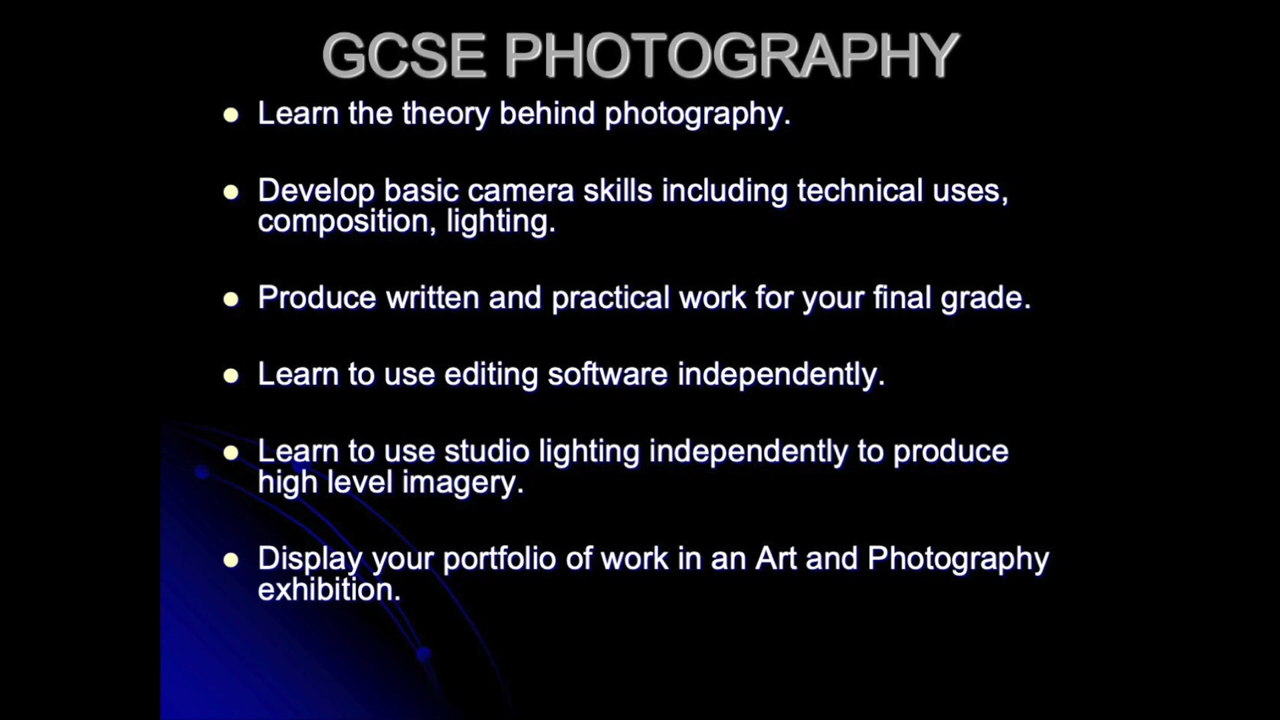 GCSE PHOTOGRAPHY
● Learn the theory behind photography.
● Develop basic camera skills including technical uses,
composition, lighting.
● Produce written and practical work for your final grade.
● Learn to use editing software independently.
● Learn to use studio lighting independently to produce
high level imagery.
● Display your portfolio of work in an Art and Photography
exhibition.